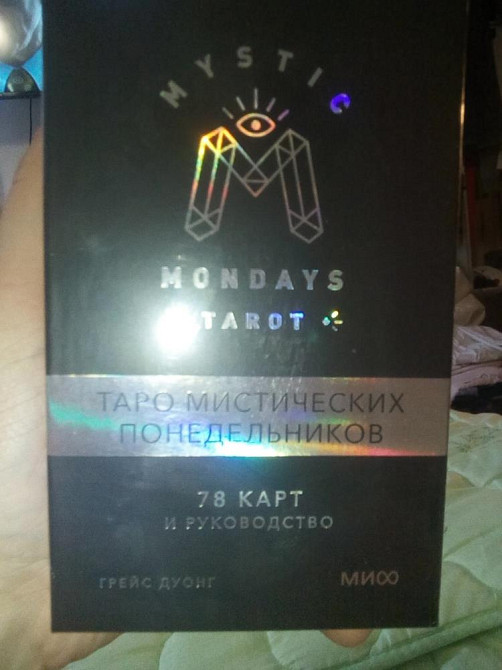 MYSTIC
M
MONDAYS
TAROT
ТАРО МИСТИЧЕСКИХ
ПОНЕДЕЛЬНИКОВ
78 КАРТ
И РУКОВОДСТВО
ГРЕЙС ДУОНГ
МИФ